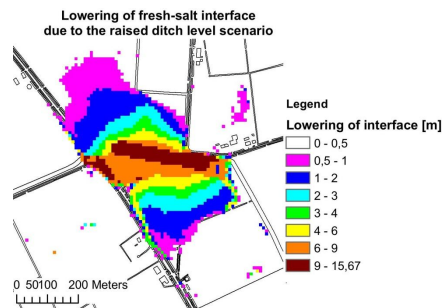 Lowering of fresh-salt interface
due to the raised ditch level scenario
Legend
Lowering of interface [m]
0 - 0,5
0,5 - 1
1 - 2
2 - 3
3 - 4
4 - 6
6 - 9
9 - 15,67
0 50100 200 Meters